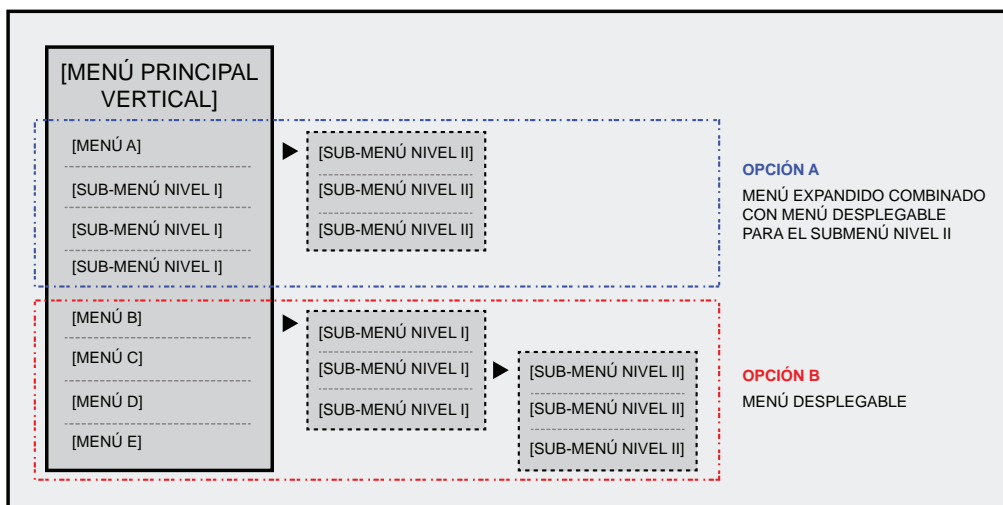 [MENÚ PRINCIPAL
VERTICAL]
[MENÚ A]
[SUB-MENÚ NIVEL I]
[SUB-MENÚ NIVEL I]
[SUB-MENÚ NIVEL I]
[SUB-MENÚ NIVEL II]
[SUB-MENÚ NIVEL II]
[SUB-MENÚ NIVEL II]
OPCIÓN A
MENÚ EXPANDIDO COMBINADO
CON MENÚ DESPLEGABLE
PARA EL SUBMENÚ NIVEL II
[MENÚ B]
[MENÚ C]
[MENÚ D]
[MENÚ E]
[SUB-MENÚ NIVEL I]
[SUB-MENÚ NIVEL I]
[SUB-MENÚ NIVEL I]
[SUB-MENÚ NIVEL II]
[SUB-MENÚ NIVEL II]
[SUB-MENÚ NIVEL II]
OPCIÓN B
MENÚ DESPLEGABLE